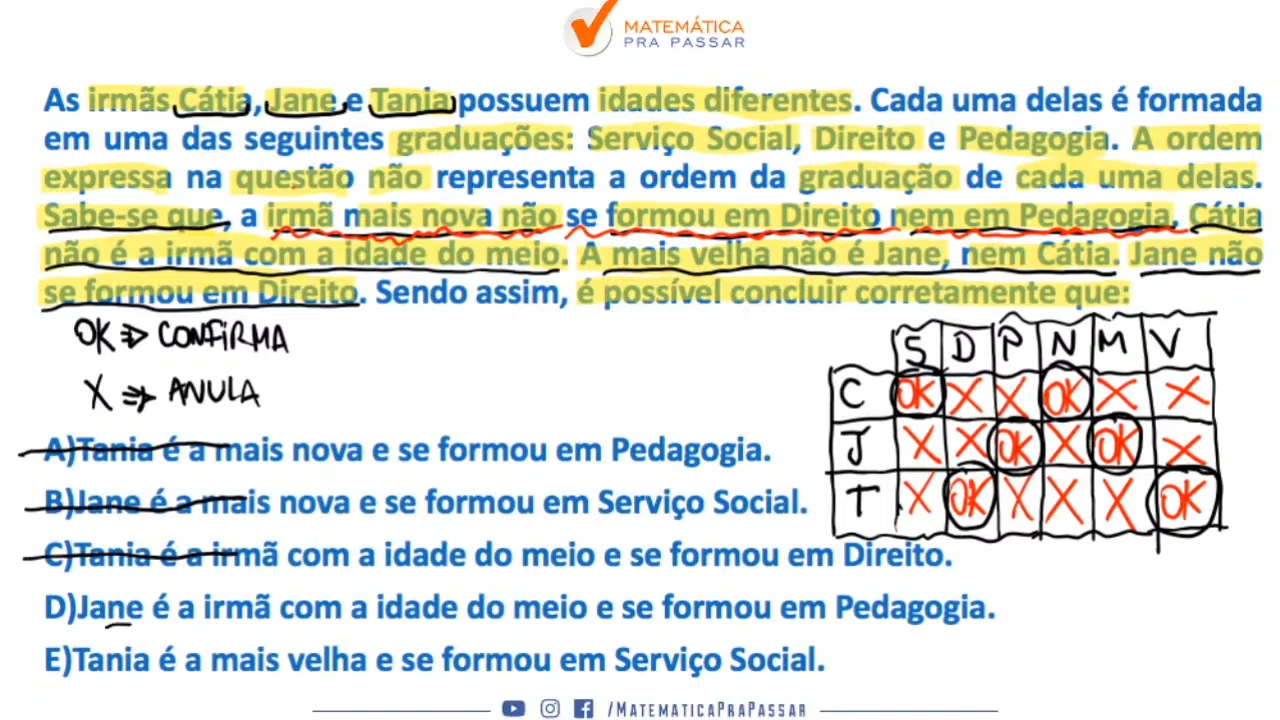 MATEMÁTICA
PRA PASSAR
As irmãs Cátia, Jane e Tania possuem idades diferentes. Cada uma delas é formada
em uma das seguintes graduações: Serviço Social, Direito e Pedagogia. A ordem
expressa na questão não representa a ordem da graduação de cada uma delas.
Sabe-se que, a irmã mais nova não se formou em Direito nem em Pedagogia, Cátia
não é a irmã com a idade do meio. A mais velha não é Jane, nem Cátia. Jane não
se formou em Direito. Sendo assim, é possível concluir corretamente que:
OK ⇒ CONFIRMA
X ⇒ ANULA
S D P N M V
C OK X X OK X X
J X X OK X OK X
T X OK X X X OK
A)Tania é a mais nova e se formou em Pedagogia.
B)Jane é a mais nova e se formou em Serviço Social.
C)Tania é a irmã com a idade do meio e se formou em Direito.
D)Jane é a irmã com a idade do meio e se formou em Pedagogia.
E)Tania é a mais velha e se formou em Serviço Social.
/MATEMATICAPRAPASSAR